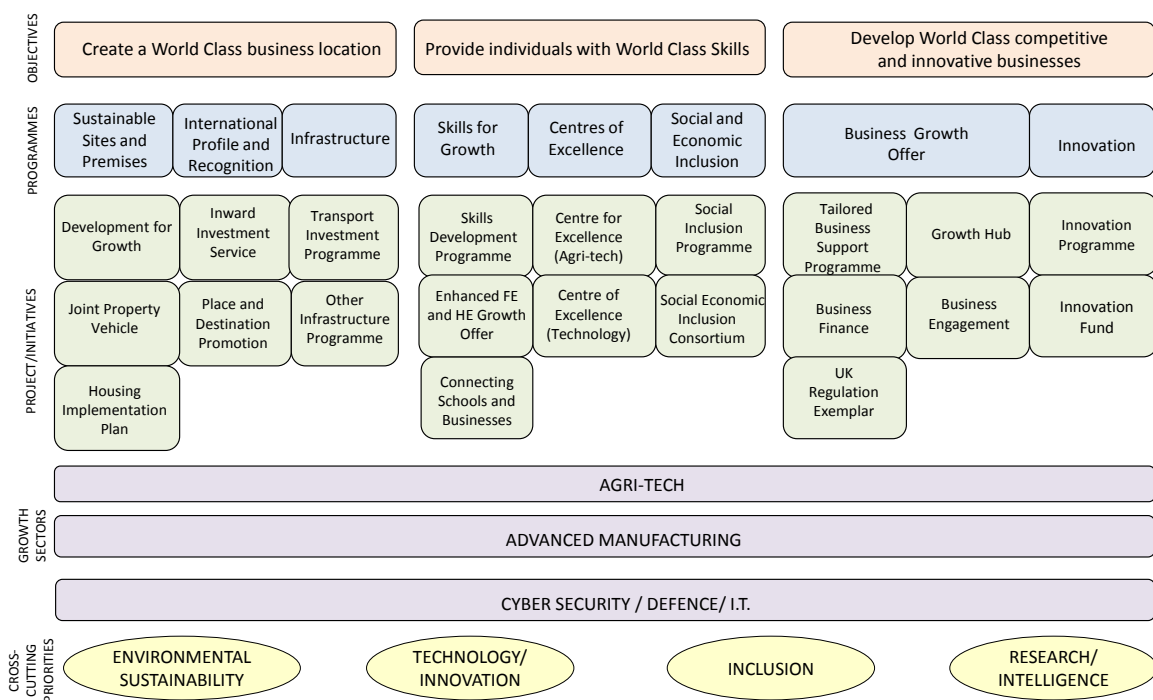 OBJECTIVES
Create a World Class business location
Provide individuals with World Class Skills
Develop World Class competitive
and innovative businesses
PROGRAMMES
Sustainable
Sites and
Premises
International
Profile and
Recognition
Infrastructure
Skills for
Growth
Centres of
Excellence
Social and
Economic
Inclusion
Business Growth
Offer
Innovation
PROJECT/INITIATIVES
Development for
Growth
Inward
Investment
Service
Transport
Investment
Programme
Skills
Development
Programme
Centre for
Excellence
(Agri-tech)
Social
Inclusion
Programme
Tailored
Business
Support
Programme
Growth Hub
Innovation
Programme
Joint Property
Vehicle
Place and
Destination
Promotion
Other
Infrastructure
Programme
Enhanced FE
and HE Growth
Offer
Centre of
Excellence
(Technology)
Social Economic
Inclusion
Consortium
Business
Finance
Business
Engagement
Innovation
Fund
Housing
Implementation
Plan
Connecting
Schools and
Businesses
UK
Regulation
Exemplar
GROWTH
SECTORS
AGRI-TECH
ADVANCED MANUFACTURING
CYBER SECURITY / DEFENCE/ I.T.
CROSS-
CUTTING
PRIORITIES
ENVIRONMENTAL
SUSTAINABILITY
TECHNOLOGY/
INNOVATION
INCLUSION
RESEARCH/
INTELLIGENCE